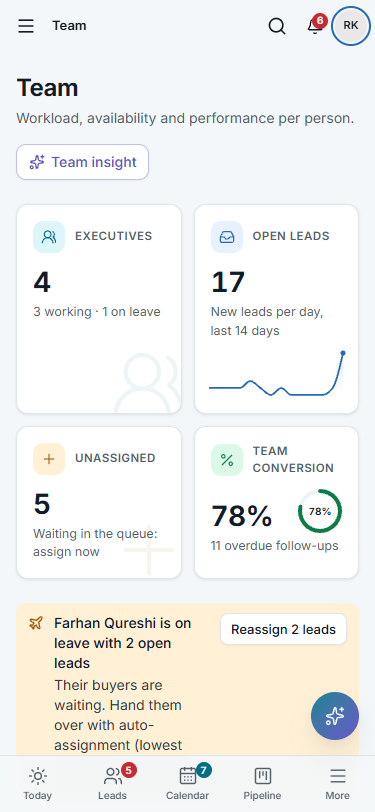 Team
6
RK
Team
Workload, availability and performance per person.
Team insight
EXECUTIVES
4
3 working · 1 on leave
OPEN LEADS
17
New leads per day,
last 14 days
UNASSIGNED
5
Waiting in the queue:
assign now
TEAM
CONVERSION
78%
78%
11 overdue follow-ups
Farhan Qureshi is on
leave with 2 open
leads
Reassign 2 leads
Their buyers are
waiting. Hand them
over with auto-
assignment (lowest
5
7
Today
Leads
Calendar
Pipeline
More